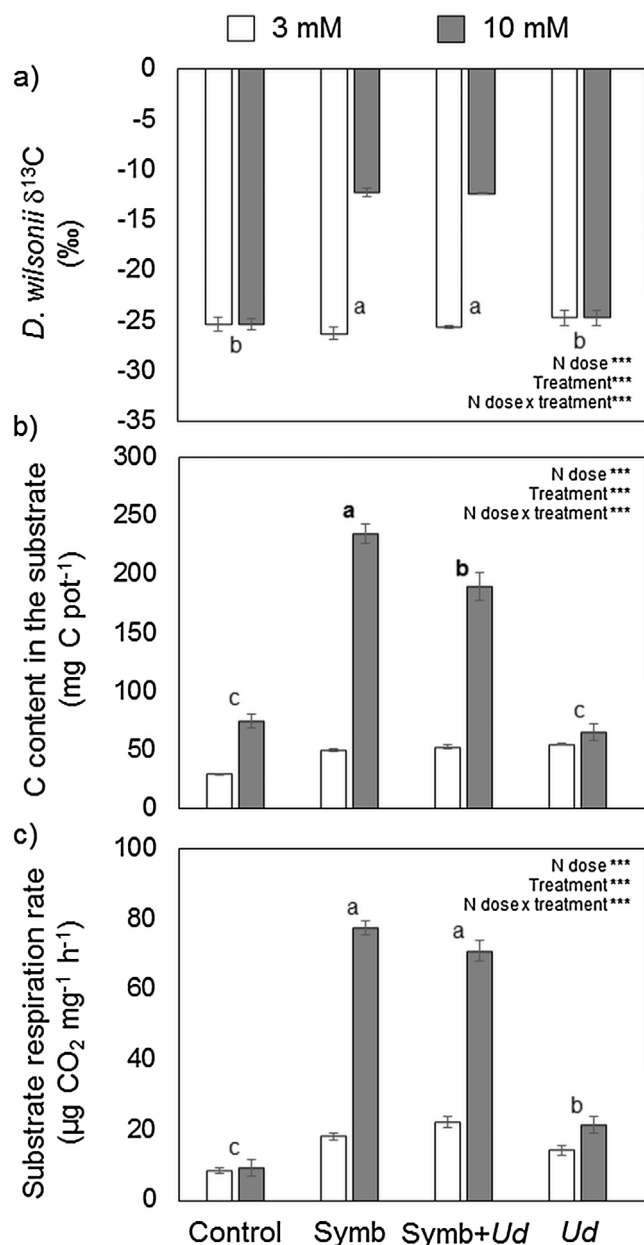 3 mM 10 mM
a)
D. wilsonii δ¹³C
(‰)
0
-5
-10
-15
-20
-25
-30
-35
b
a
a
b
N dose ***
Treatment***
N dose x treatment***
b)
C content in the substrate
(mg C pot⁻¹)
300
250
200
150
100
50
0
c
a
b
c
N dose ***
Treatment ***
N dose x treatment ***
c)
Substrate respiration rate
(µg CO₂ mg⁻¹ h⁻¹)
100
80
60
40
20
0
c
a
a
b
N dose ***
Treatment ***
N dose x treatment ***
Control Symb Symb+Ud Ud